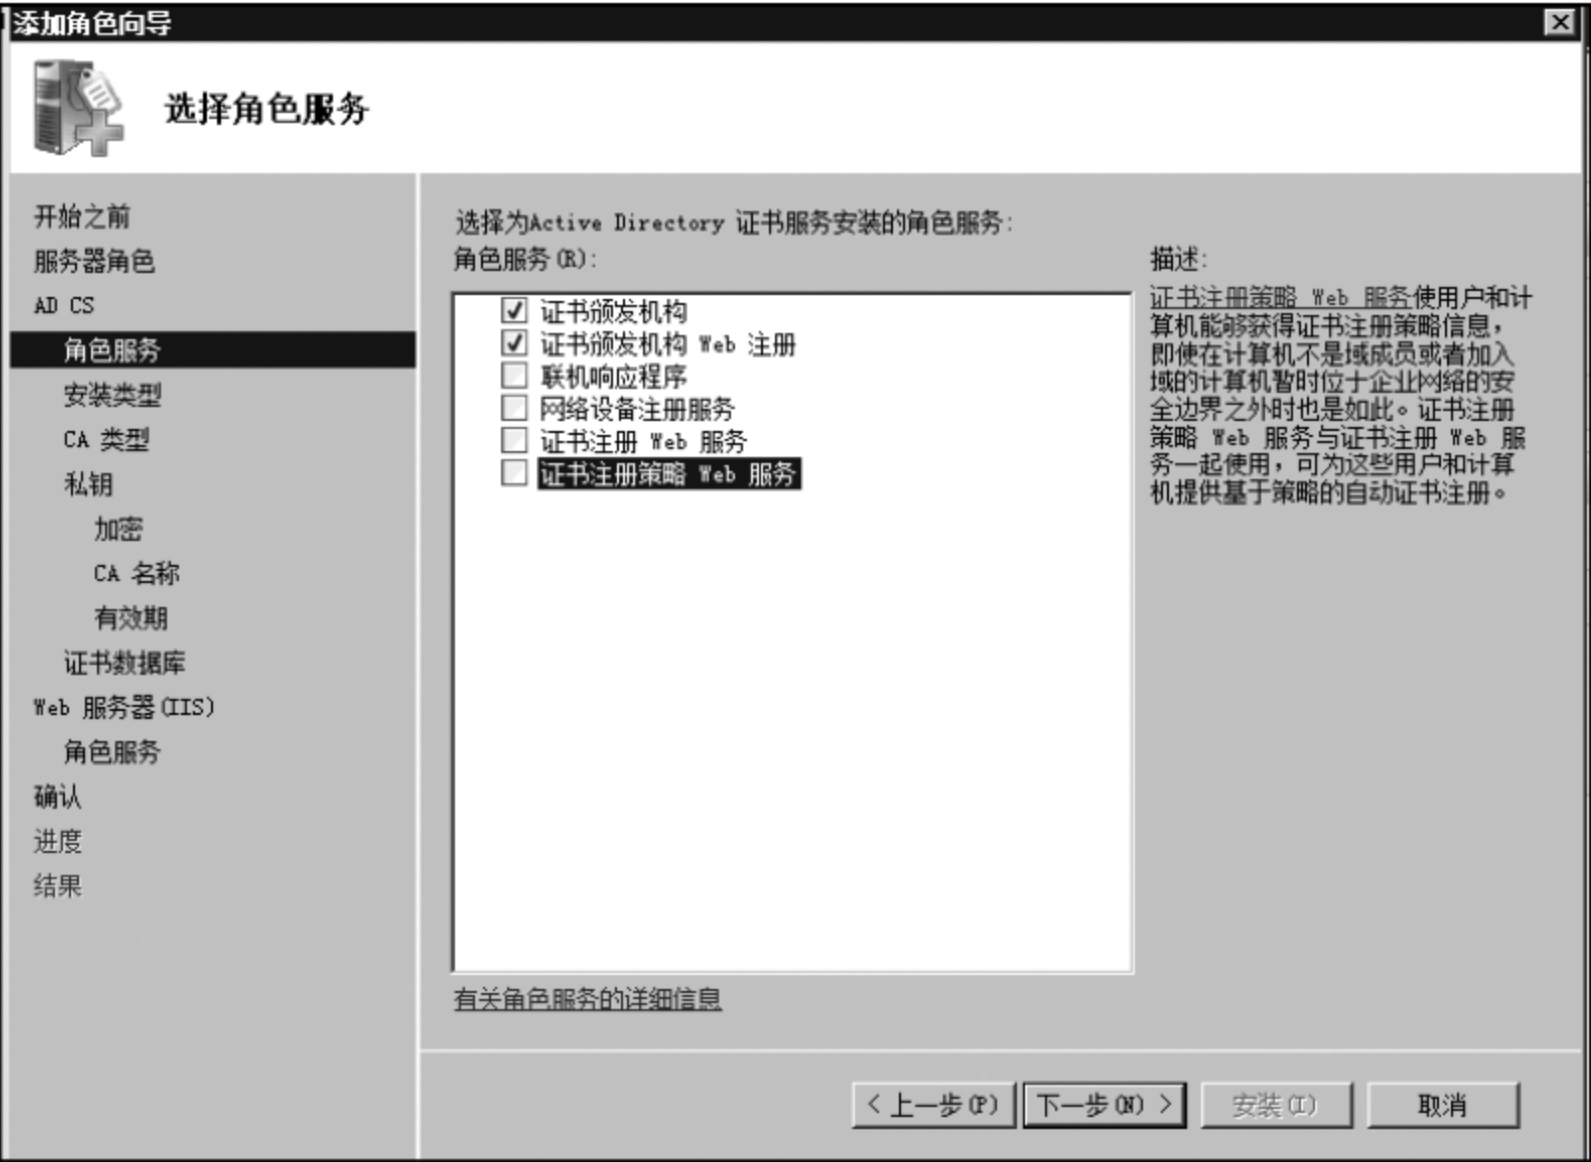 添加角色向导
选择角色服务
开始之前
服务器角色
AD CS
角色服务
安装类型
CA 类型
私钥
加密
CA 名称
有效期
证书数据库
Web 服务器(IIS)
角色服务
确认
进度
结果
选择为Active Directory 证书服务安装的角色服务:
角色服务(R):
证书颁发机构
证书颁发机构 Web 注册
联机响应程序
网络设备注册服务
证书注册 Web 服务
证书注册策略 Web 服务
有关角色服务的详细信息
描述:
证书注册策略 Web 服务使用户和计
算机能够获得证书注册策略信息，
即使在计算机不是域成员或者加入
域的计算机暂时位于企业网络的安
全边界之外时也是如此。证书注册
策略 Web 服务与证书注册 Web 服
务一起使用，可为这些用户和计算
机提供基于策略的自动证书注册。
< 上一步(P)
下一步(N) >
安装(I)
取消